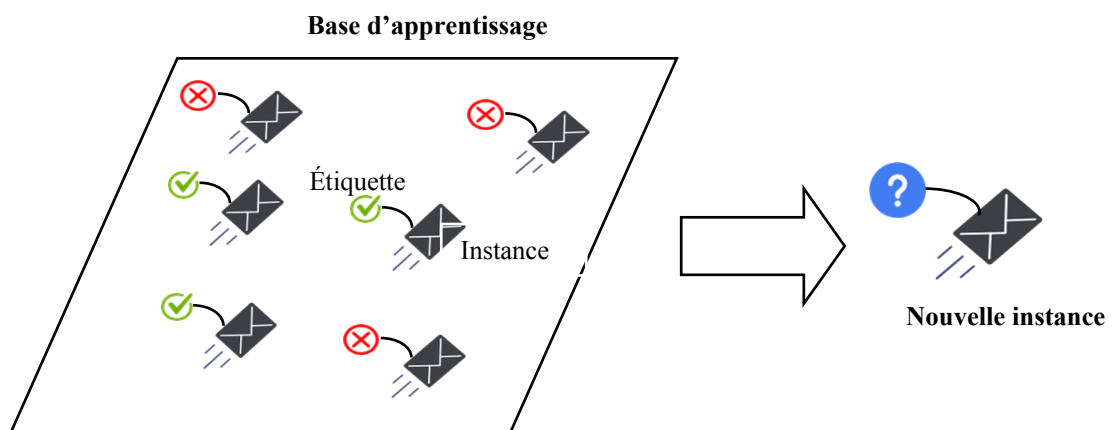 Base d’apprentissage
Étiquette
Instance
?
Nouvelle instance